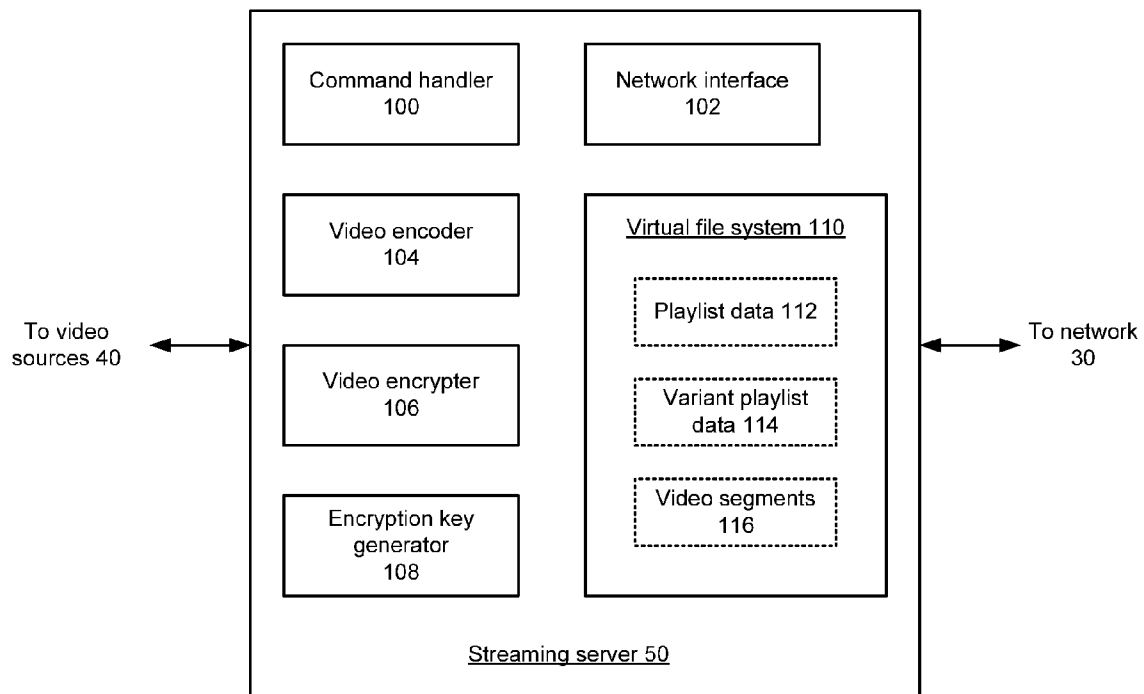 Command handler
100
Network interface
102
Video encoder
104
Virtual file system 110
Playlist data 112
To video
sources 40
To network
30
Video encrypter
106
Variant playlist
data 114
Encryption key
generator
108
Video segments
116
Streaming server 50